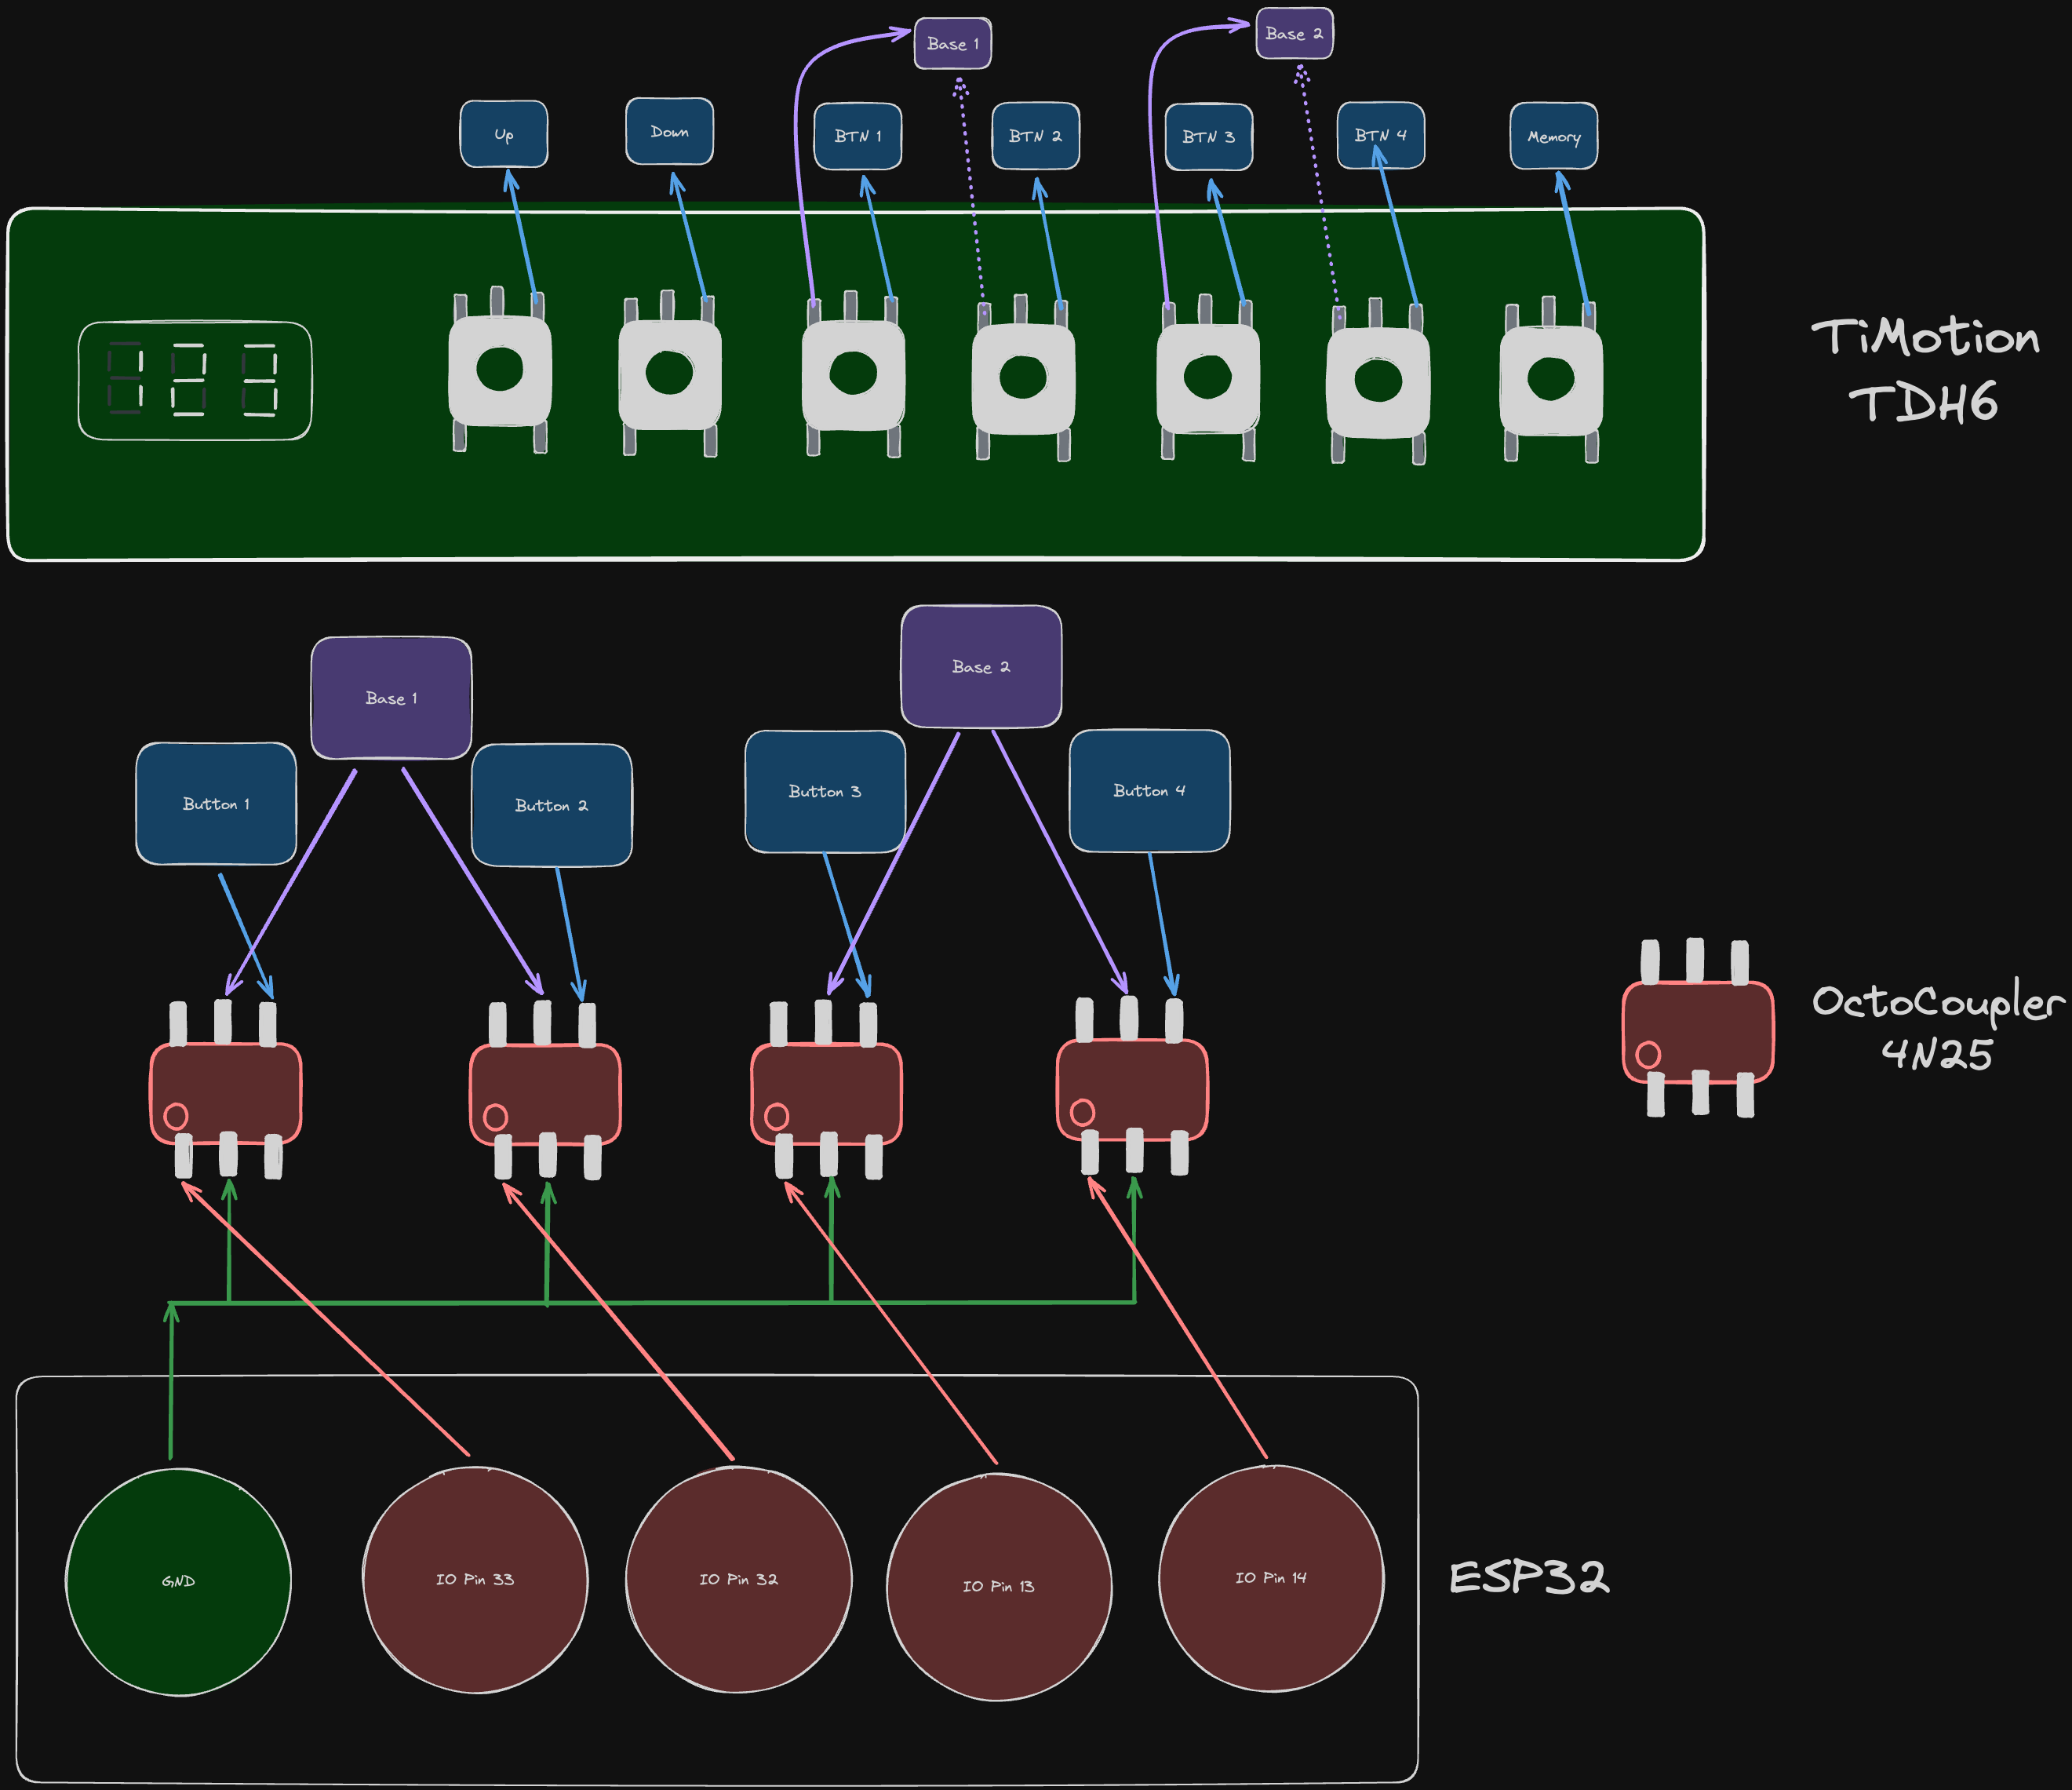 Base 1
Base 2
Up
Down
BTN 1
BTN 2
BTN 3
BTN 4
Memory
123
TiMotion
TDH6
Base 1
Base 2
Button 1
Button 2
Button 3
Button 4
OctoCoupler
4N25
GND
IO Pin 33
IO Pin 32
IO Pin 13
IO Pin 14
ESP32